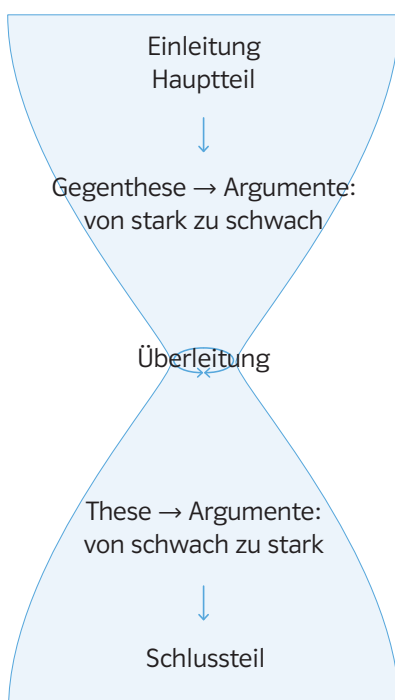 Einleitung
Hauptteil
Gegenthese → Argumente:
von stark zu schwach
Überleitung
These → Argumente:
von schwach zu stark
Schlussteil